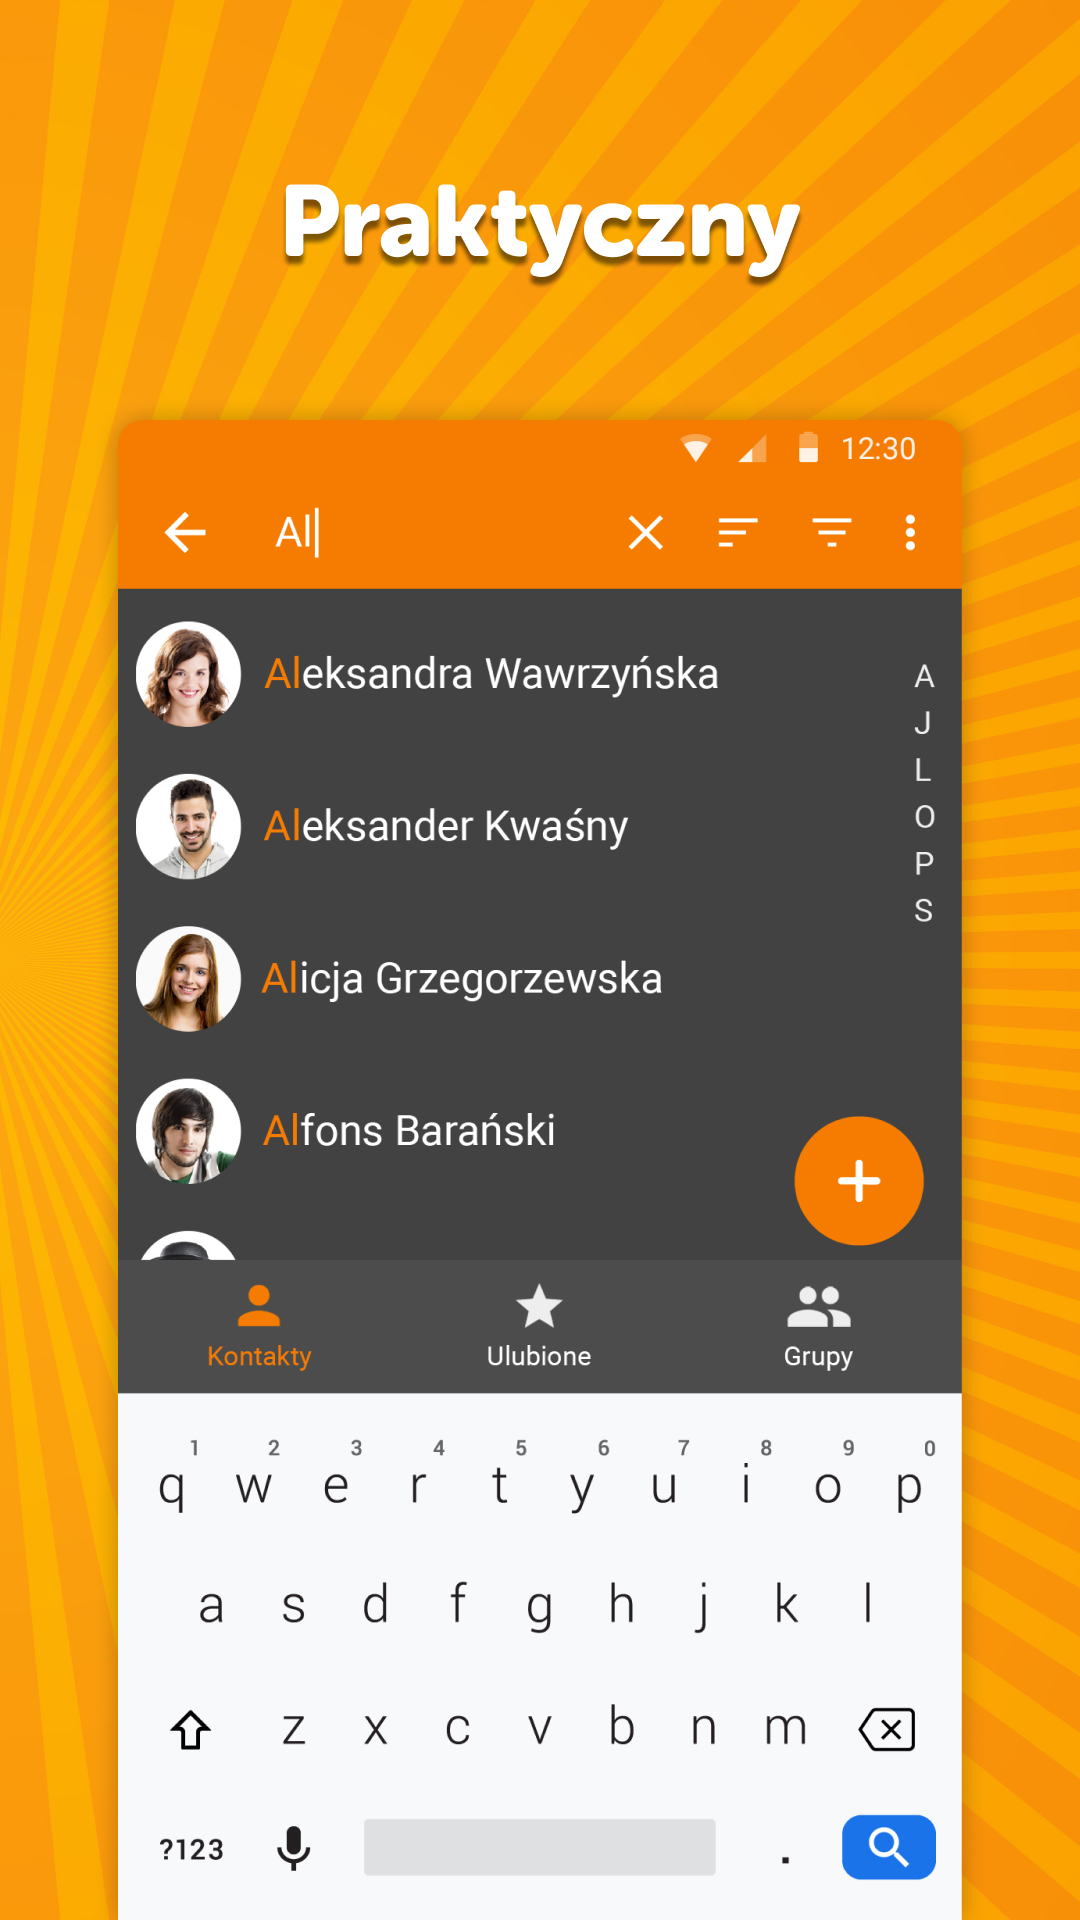 Praktyczny
12:30
Al
Aleksandra Wawrzyńska
Aleksander Kwaśny
Alicja Grzegorzewska
Alfons Barański
A
J
L
O
P
S
Kontakty Ulubione Grupy
1 2 3 4 5 6 7 8 9 0
q w e r t y u i o p
a s d f g h j k l
z x c v b n m
?123 .